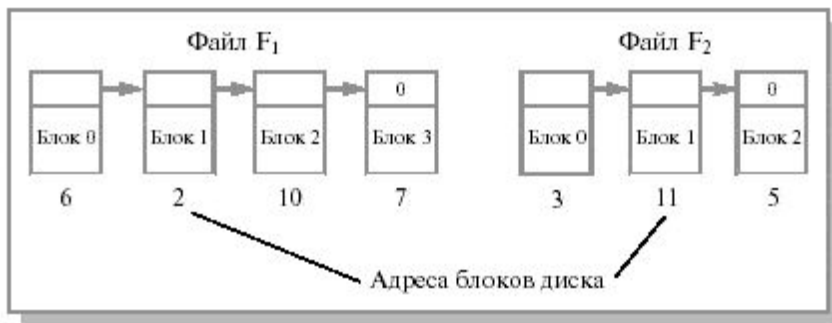 Файл F₁ Файл F₂
0 0
Блок 0 Блок 1 Блок 2 Блок 3 Блок 0 Блок 1 Блок 2
6 2 10 7 3 11 5
Адреса блоков диска